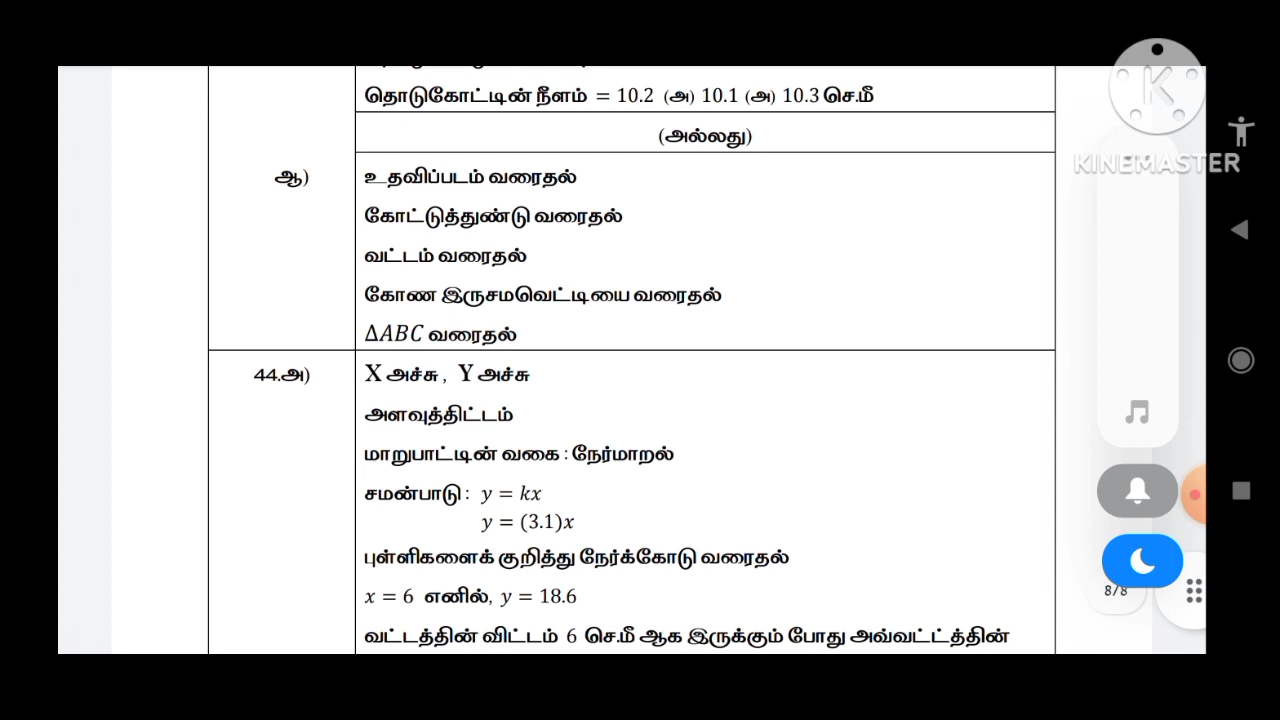 தொடுகோட்டின் நீளம் = 10.2 (அ) 10.1 (அ) 10.3 செ.மீ
(அல்லது)
ஆ) உதவிப்படம் வரைதல்
கோட்டுத்துண்டு வரைதல்
வட்டம் வரைதல்
கோண இருசமவெட்டியை வரைதல்
ΔABC வரைதல்
44.அ) X அச்சு , Y அச்சு
அளவுத்திட்டம்
மாறுபாட்டின் வகை : நேர்மாறல்
சமன்பாடு : y = kx
y = (3.1)x
புள்ளிகளைக் குறித்து நேர்க்கோடு வரைதல்
x = 6 எனில், y = 18.6
வட்டத்தின் விட்டம் 6 செ.மீ ஆக இருக்கும் போது அவ்வட்ட்த்தின்
K
KINEMASTER
8/8